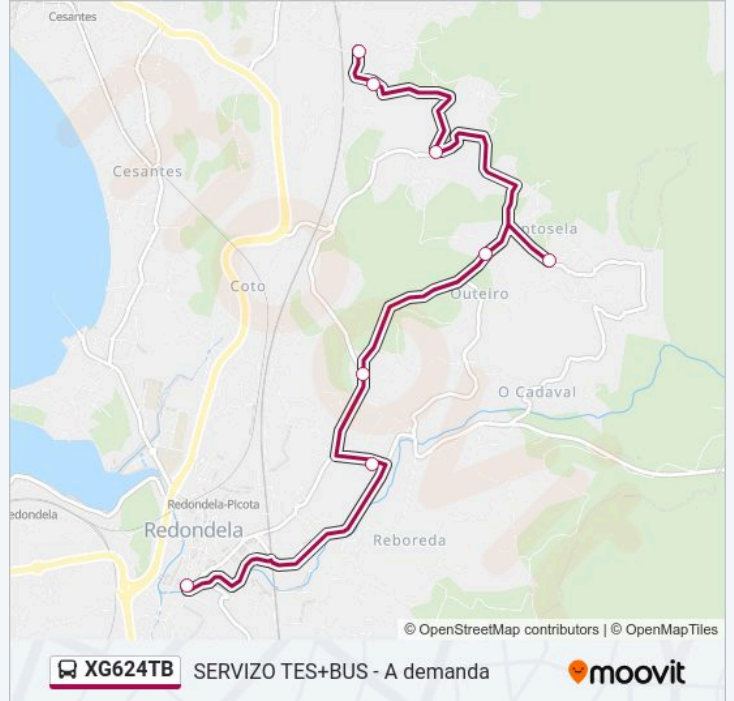 Cesantes
Cesantes
ntosela
Coto
Outeiro
O Cadaval
Redondela-Picota
edondela
Redondela
Reboreda
© OpenStreetMap contributors | © OpenMapTiles
XG624TB SERVIZO TES+BUS - A demanda
moovit